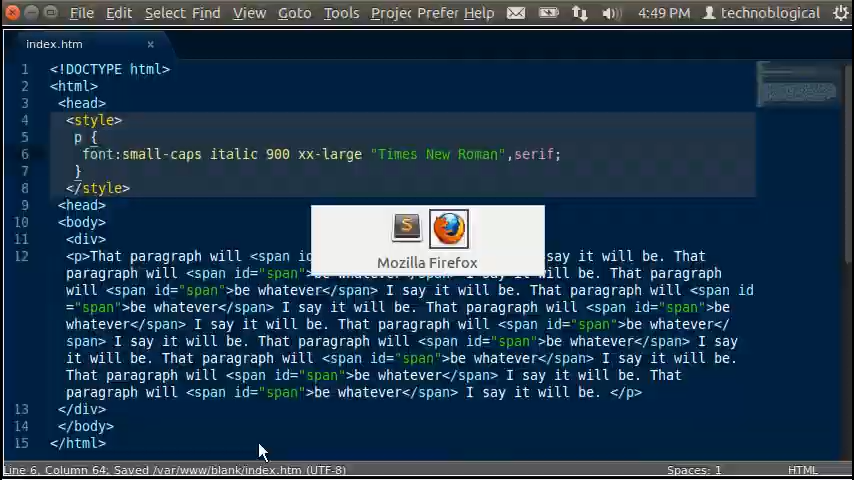 File Edit Select Find View Goto Tools Projec Prefer Help 4:49 PM technoblogical
index.htm ×
1 <!DOCTYPE html>
2 <html>
3 <head>
4 <style>
5 p {
6 font:small-caps italic 900 xx-large "Times New Roman",serif;
7 }
8 </style>
9 <head>
10 <body>
11 <div>
12 <p>That paragraph will <span i say it will be. That
paragraph will <span id="span">be whatever</span> I say it will be. That paragraph
will <span id="span">be whatever</span> I say it will be. That paragraph will <span id
="span">be whatever</span> I say it will be. That paragraph will <span id="span">be
whatever</span> I say it will be. That paragraph will <span id="span">be whatever</
span> I say it will be. That paragraph will <span id="span">be whatever</span> I say
it will be. That paragraph will <span id="span">be whatever</span> I say it will be.
That paragraph will <span id="span">be whatever</span> I say it will be. That
paragraph will <span id="span">be whatever</span> I say it will be. </p>
13 </div>
14 </body>
15 </html>
Mozilla Firefox
Line 6, Column 64; Saved /var/www/blank/index.htm (UTF-8) Spaces: 1 HTML